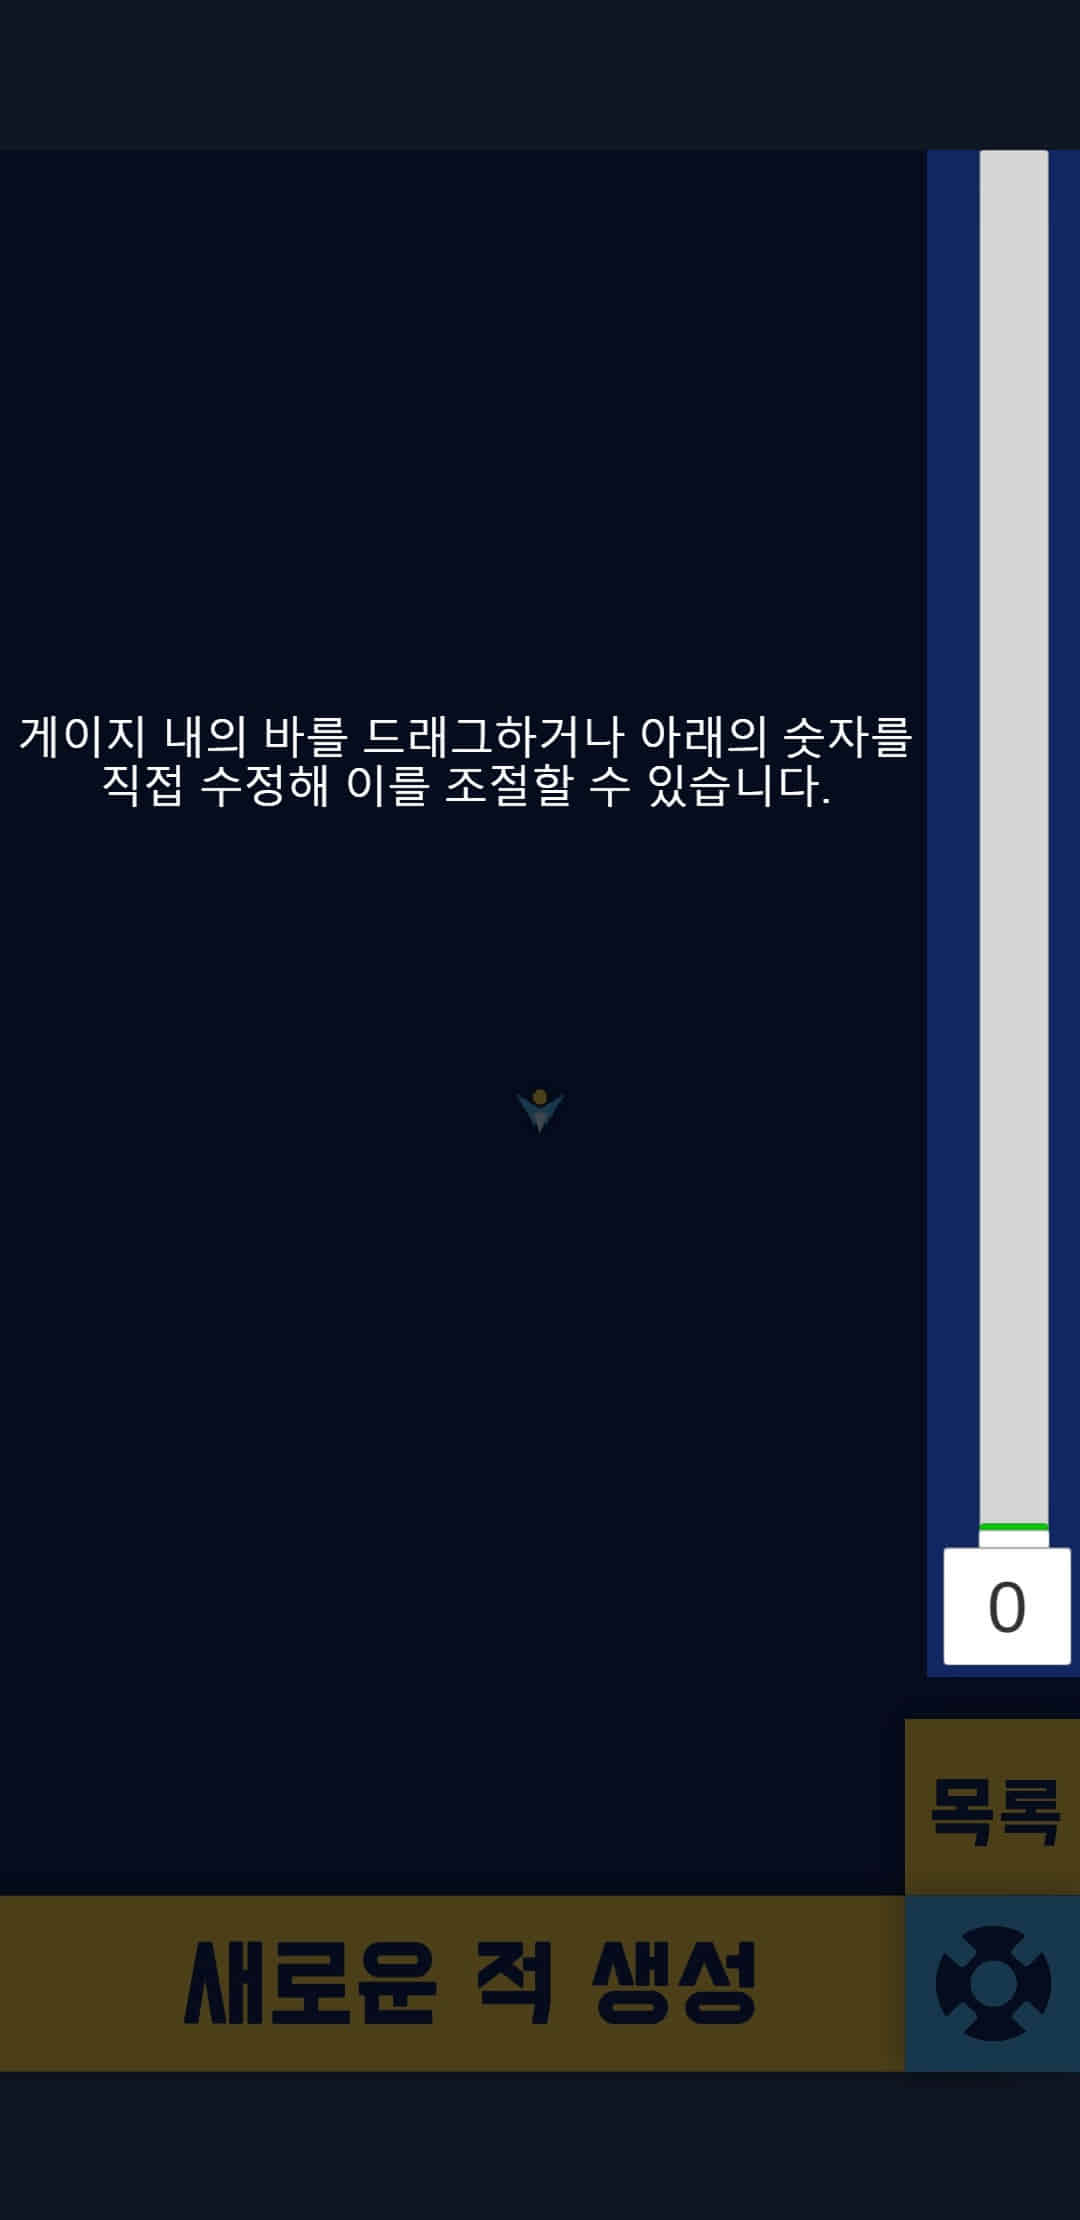 게이지 내의 바를 드래그하거나 아래의 숫자를
직접 수정해 이를 조절할 수 있습니다.
0
목록
새로운 적 생성